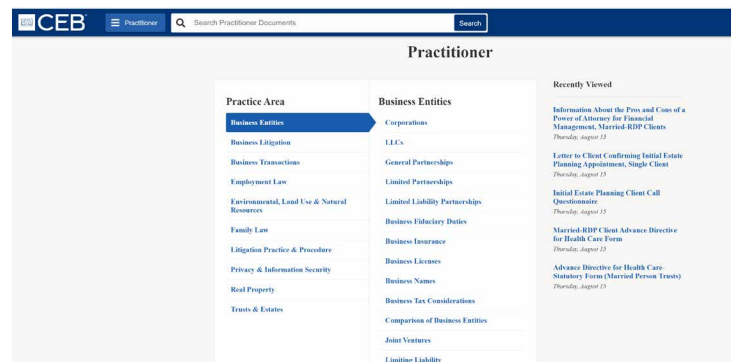 CEB
Practitioner
Search Practitioner Documents
Search
Practitioner
Practice Area
Business Entities
Business Litigation
Business Transactions
Employment Law
Environmental, Land Use & Natural
Resources
Family Law
Litigation Practice & Procedure
Privacy & Information Security
Real Property
Trusts & Estates
Business Entities
Corporations
LLCs
General Partnerships
Limited Partnerships
Limited Liability Partnerships
Business Fiduciary Duties
Business Insurance
Business Licenses
Business Names
Business Tax Considerations
Comparison of Business Entities
Joint Ventures
Limiting Liability
Recently Viewed
Information About the Pros and Cons of a
Power of Attorney for Financial
Management, Married-RDP Clients
Thursday, August 15
Letter to Client Confirming Initial Estate
Planning Appointment, Single Client
Thursday, August 15
Initial Estate Planning Client Call
Questionnaire
Thursday, August 15
Married-RDP Client Advance Directive
for Health Care Form
Thursday, August 15
Advance Directive for Health Care-
Statutory Form (Married Person Trusts)
Thursday, August 15